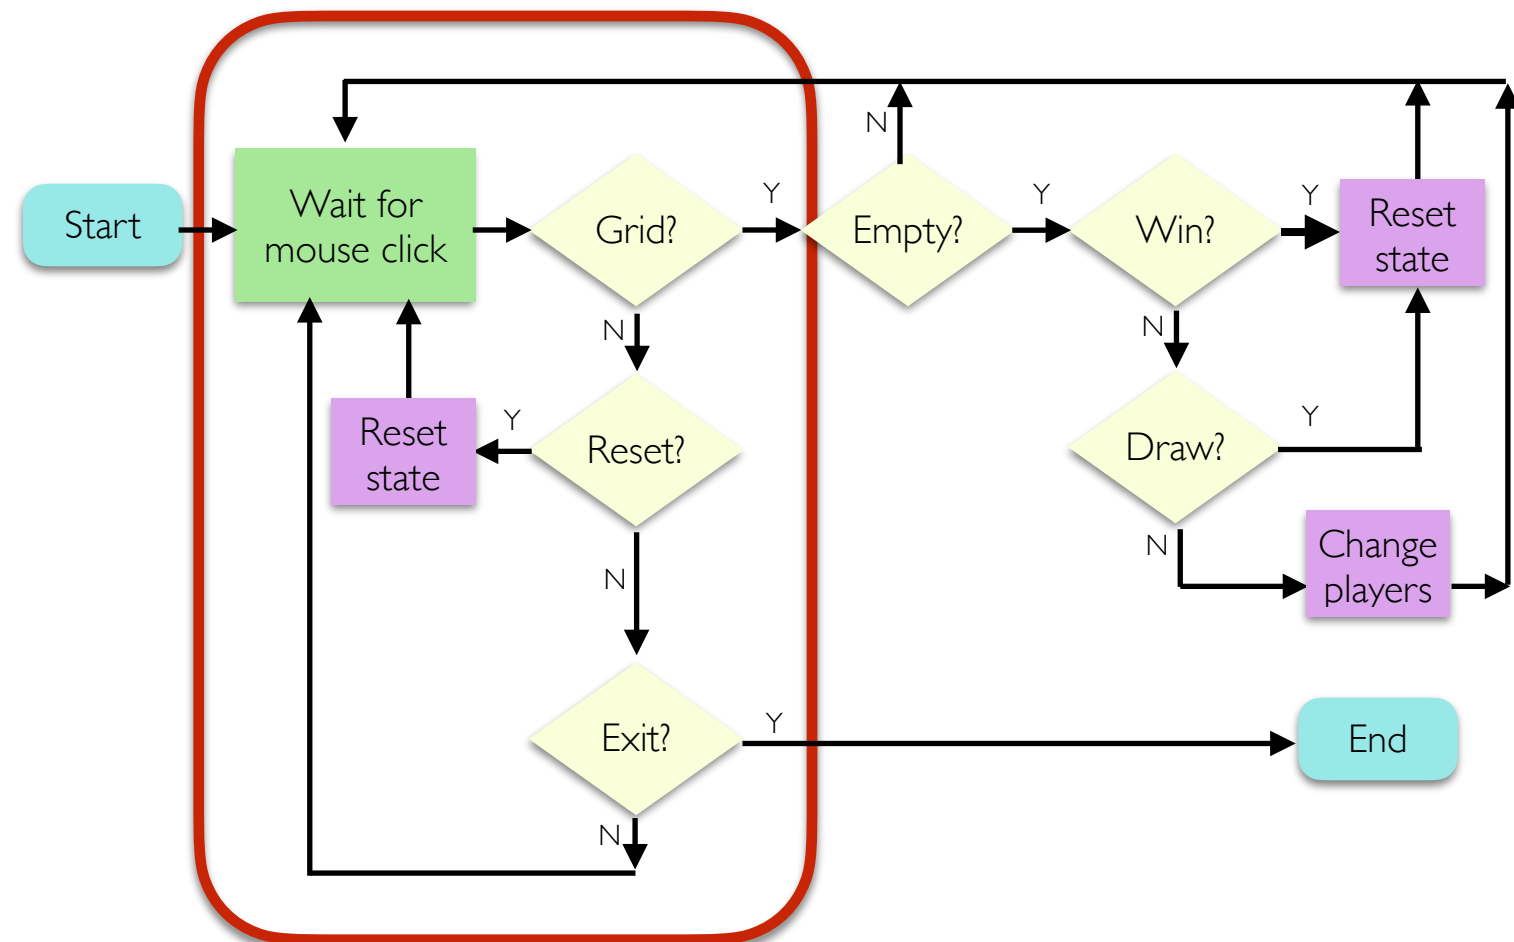 Start
Wait for
mouse click
Grid?
Y
Empty?
N
Y
Win?
Y
Reset
state
N
N
Reset
state
Y
Reset?
Draw?
Y
N
N
Change
players
Exit?
Y
End
N